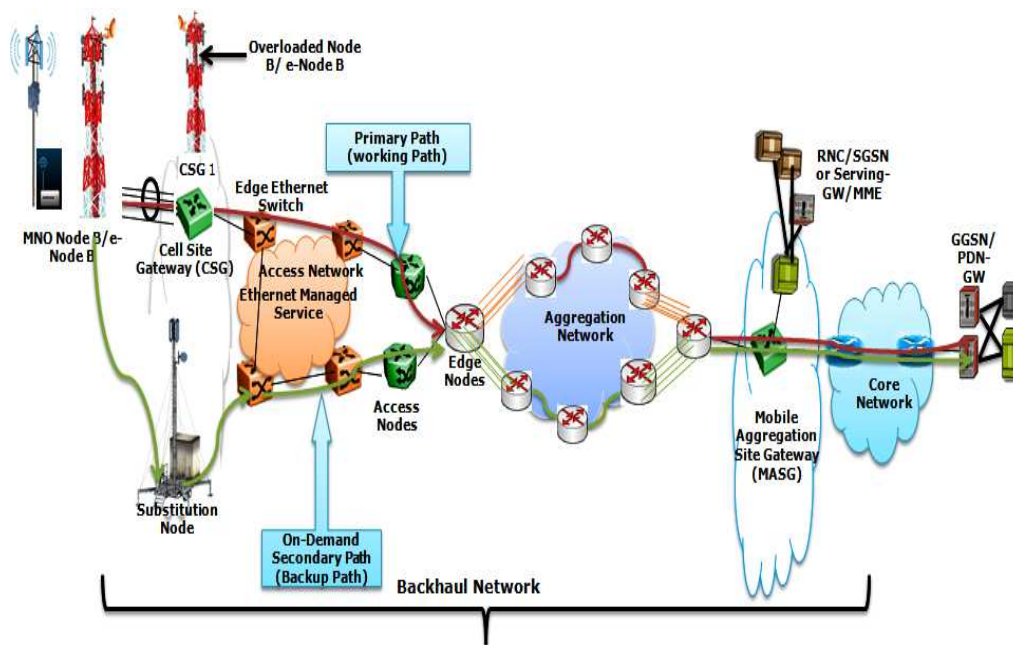 Overloaded Node
B/ e-Node B
Primary Path
(working Path)
RNC/SGSN
or Serving-
GW/MME
CSG 1
Edge Ethernet
Switch
MNO Node B/e-
Node B
Cell Site
Gateway (CSG)
Access Network
Ethernet Managed
Service
GGSN/
PDN-
GW
Aggregation
Network
Edge
Nodes
Access
Nodes
Core
Network
Mobile
Aggregation
Site Gateway
(MASG)
Substitution
Node
On-Demand
Secondary Path
(Backup Path)
Backhaul Network